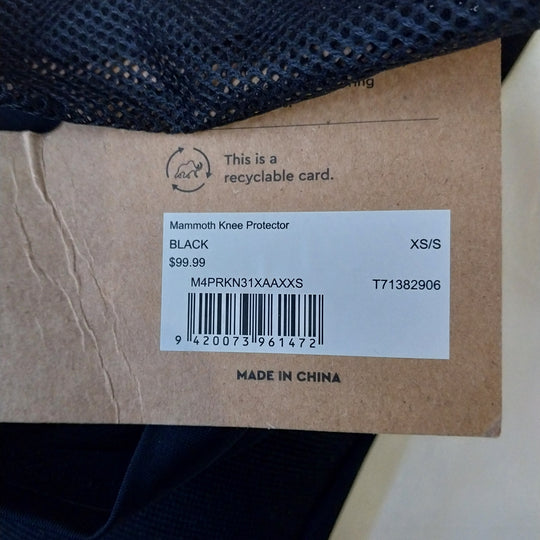 This is a
recyclable card.
Mammoth Knee Protector
BLACK XS/S
$99.99
M4PRKN31XAAXXS T71382906
9 420073 961472
MADE IN CHINA